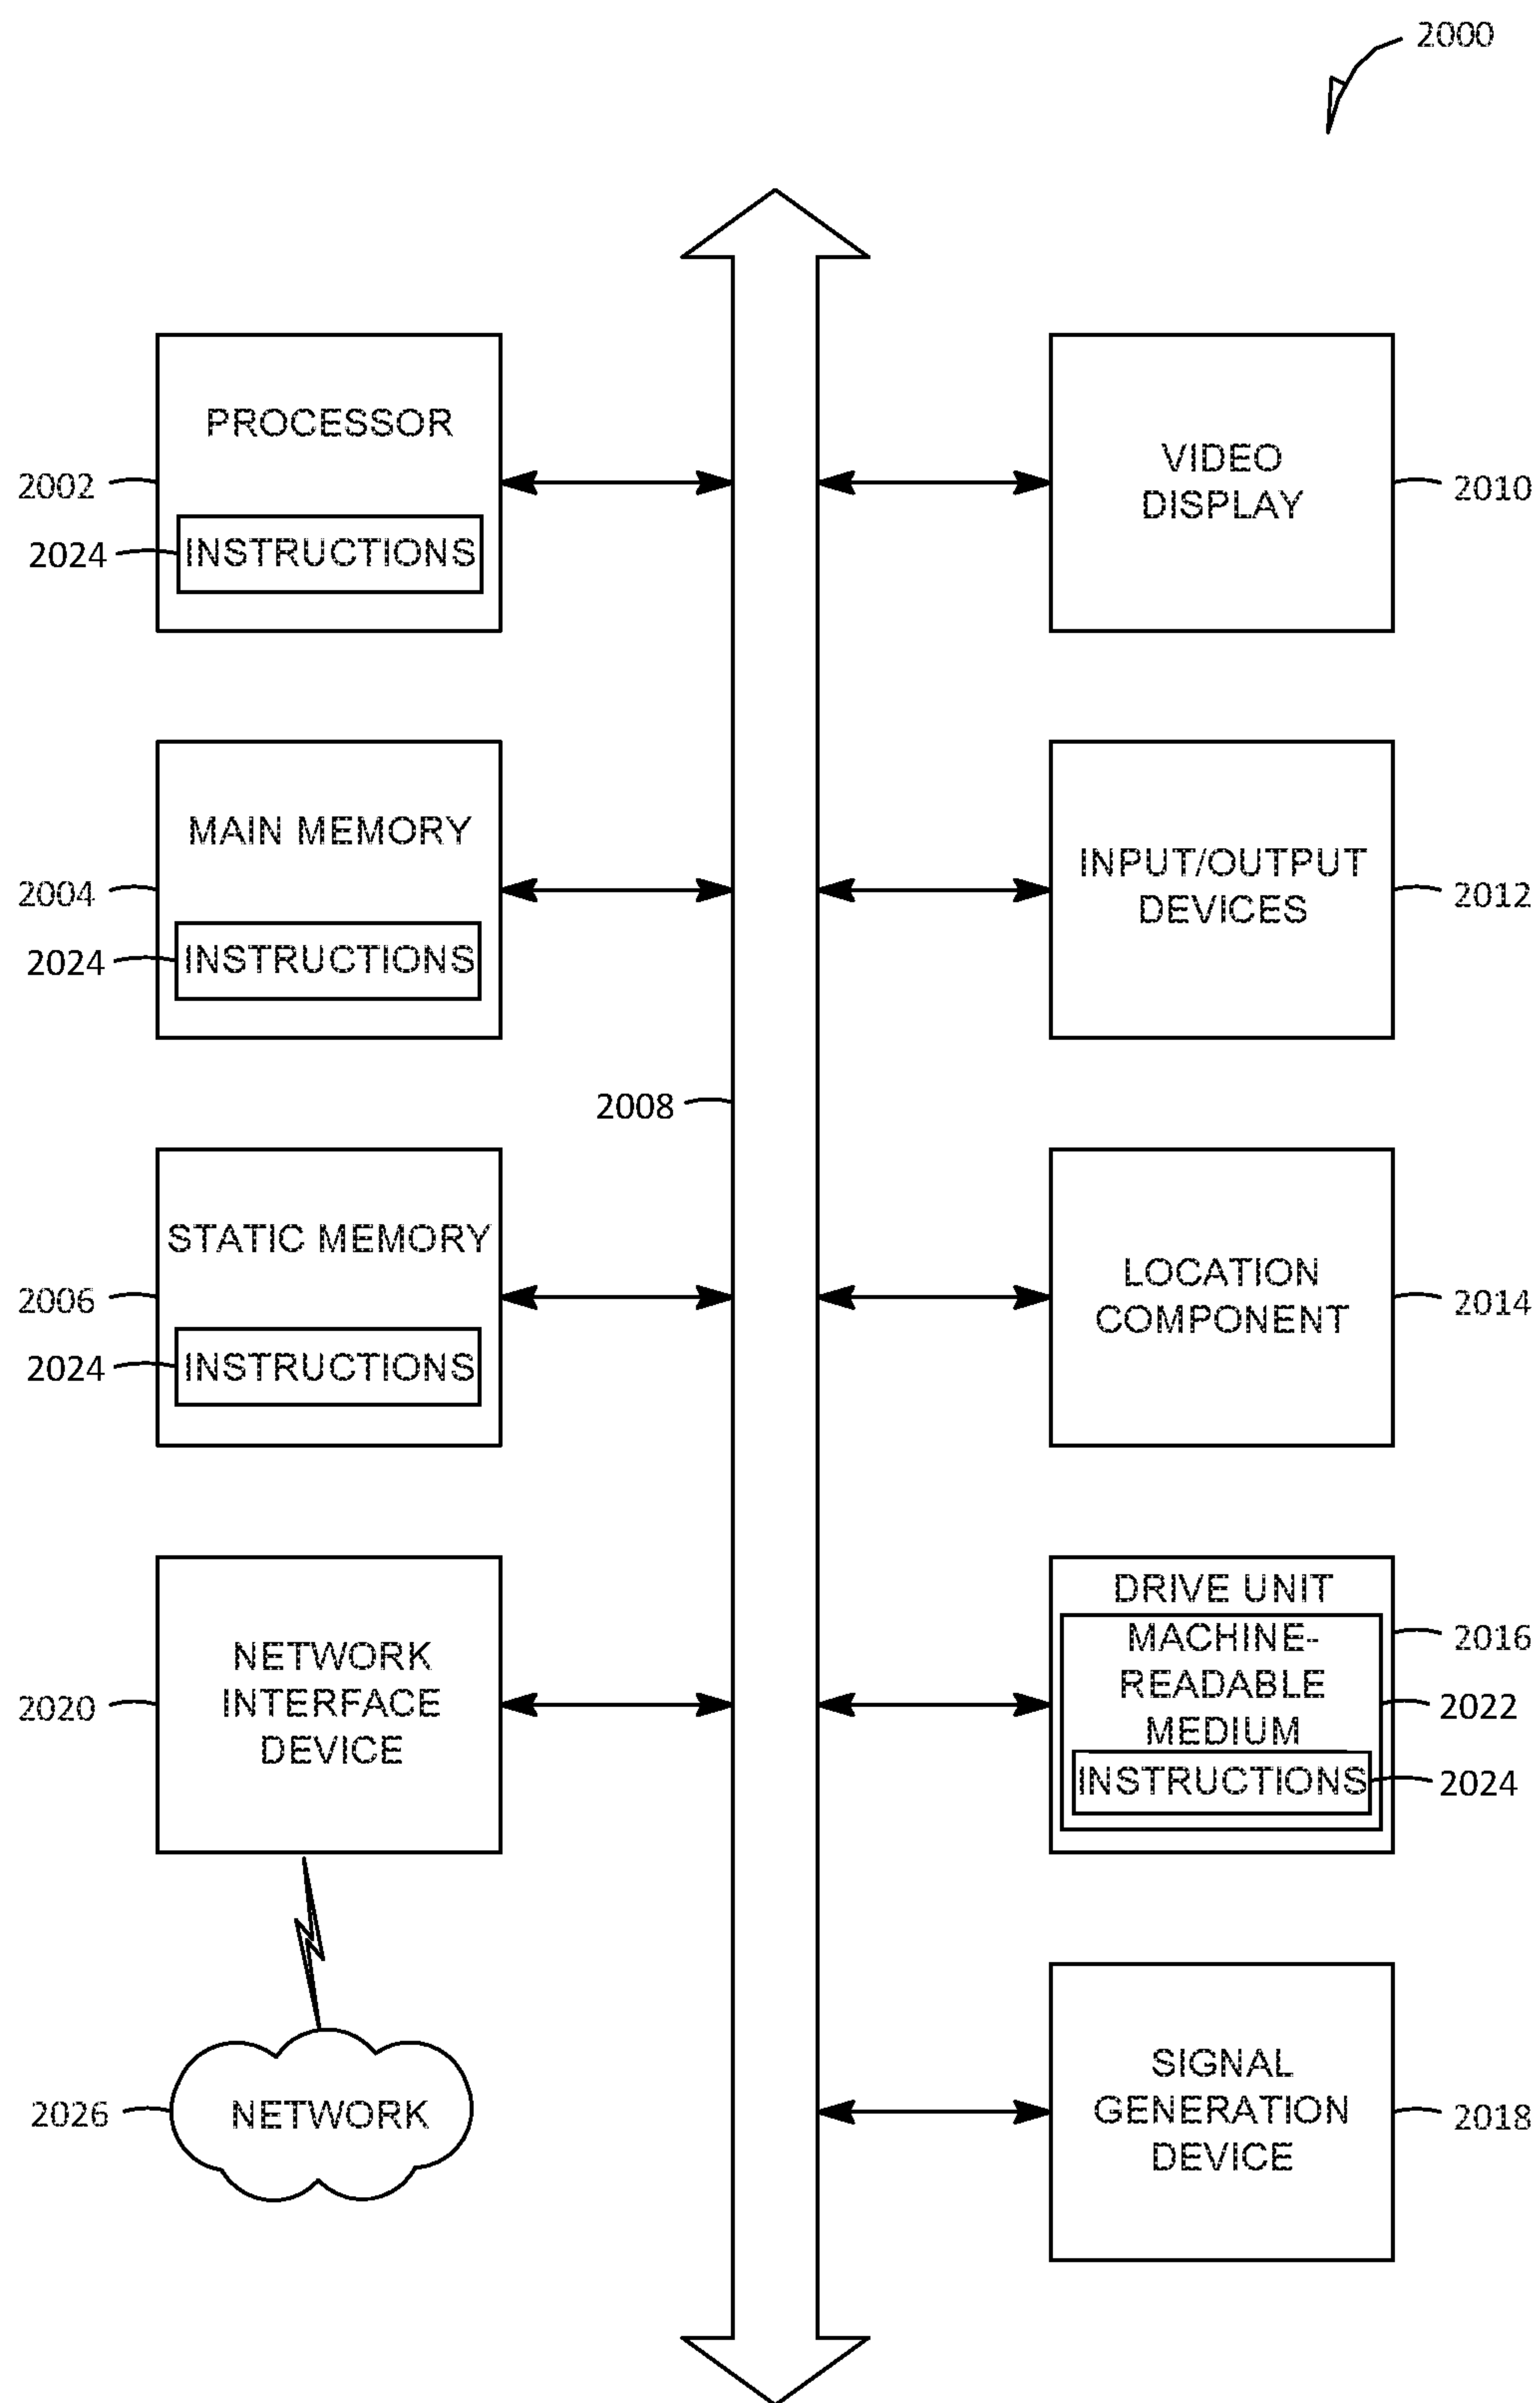 2000
PROCESSOR
2002
2024
INSTRUCTIONS
VIDEO
DISPLAY
2010
MAIN MEMORY
2004
2024
INSTRUCTIONS
INPUT/OUTPUT
DEVICES
2012
2008
STATIC MEMORY
2006
2024
INSTRUCTIONS
LOCATION
COMPONENT
2014
NETWORK
INTERFACE
DEVICE
2020
DRIVE UNIT
2016
MACHINE-
READABLE
MEDIUM
2022
INSTRUCTIONS
2024
2026
NETWORK
SIGNAL
GENERATION
DEVICE
2018